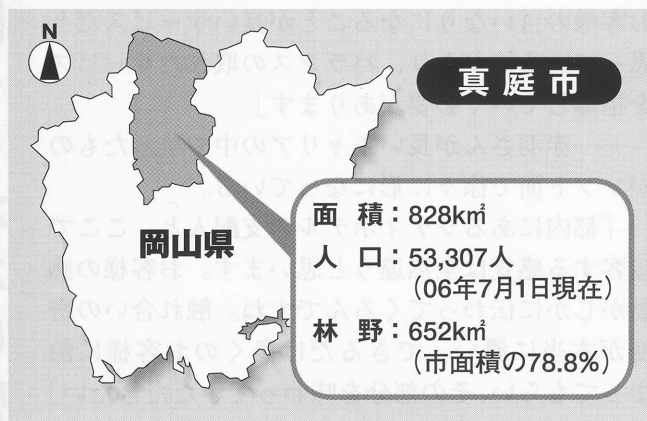 N
真庭市
岡山県
面 積：828k㎡
人 口：53,307人
（06年7月1日現在）
林 野：652k㎡
（市面積の78.8%）